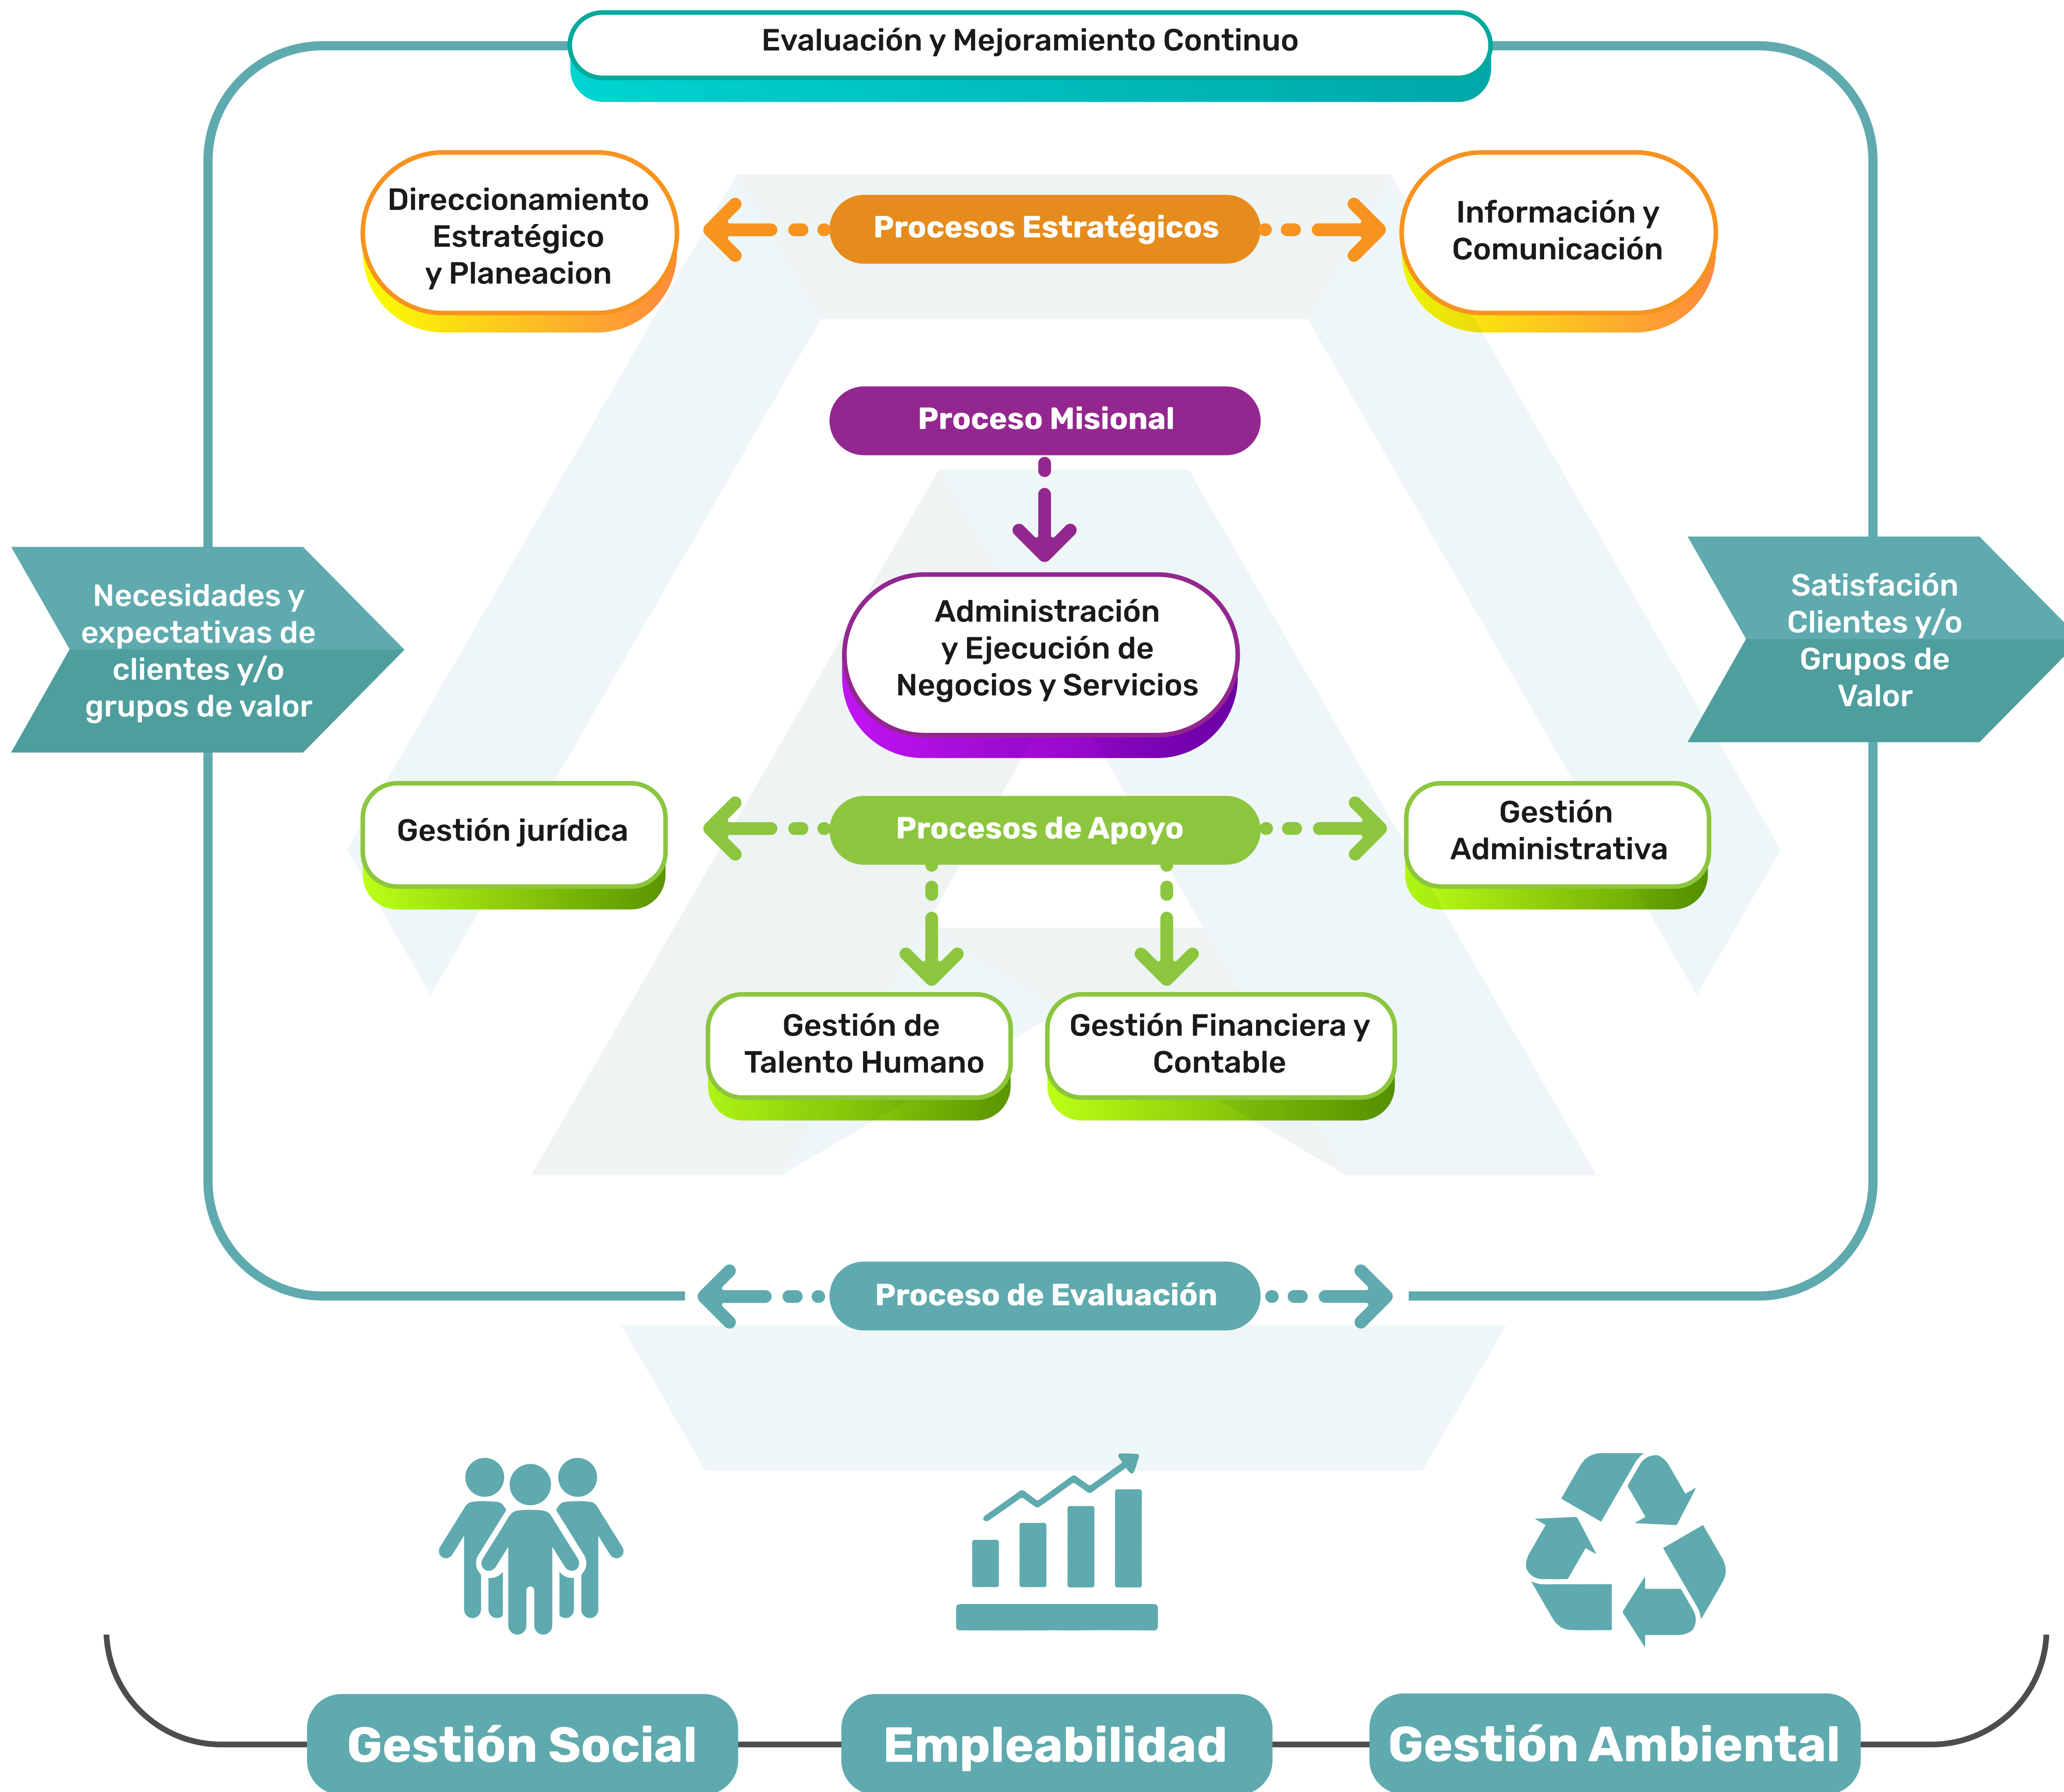 Evaluación y Mejoramiento Continuo
Direccionamiento
Estratégico
y Planeacion
Procesos Estratégicos
Información y
Comunicación
Proceso Misional
Necesidades y
expectativas de
clientes y/o
grupos de valor
Administración
y Ejecución de
Negocios y Servicios
Satisfación
Clientes y/o
Grupos de
Valor
Gestión jurídica
Procesos de Apoyo
Gestión
Administrativa
Gestión de
Talento Humano
Gestión Financiera y
Contable
Proceso de Evaluación
Gestión Social
Empleabilidad
Gestión Ambiental